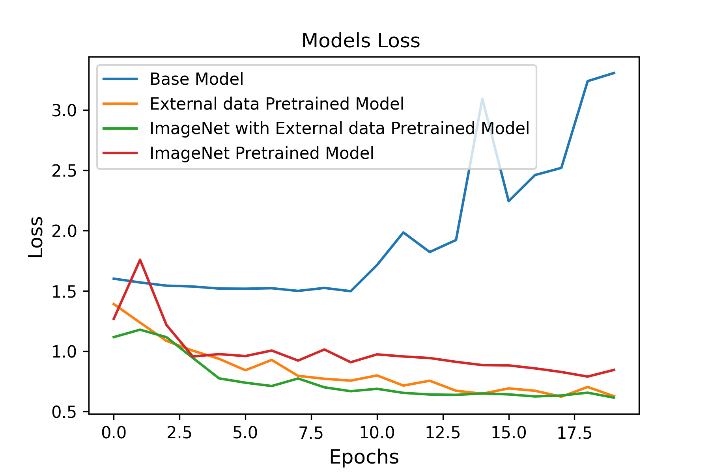 Models Loss
Base Model
External data Pretrained Model
ImageNet with External data Pretrained Model
ImageNet Pretrained Model
3.0
2.5
2.0
1.5
1.0
0.5
Loss
0.0 2.5 5.0 7.5 10.0 12.5 15.0 17.5
Epochs